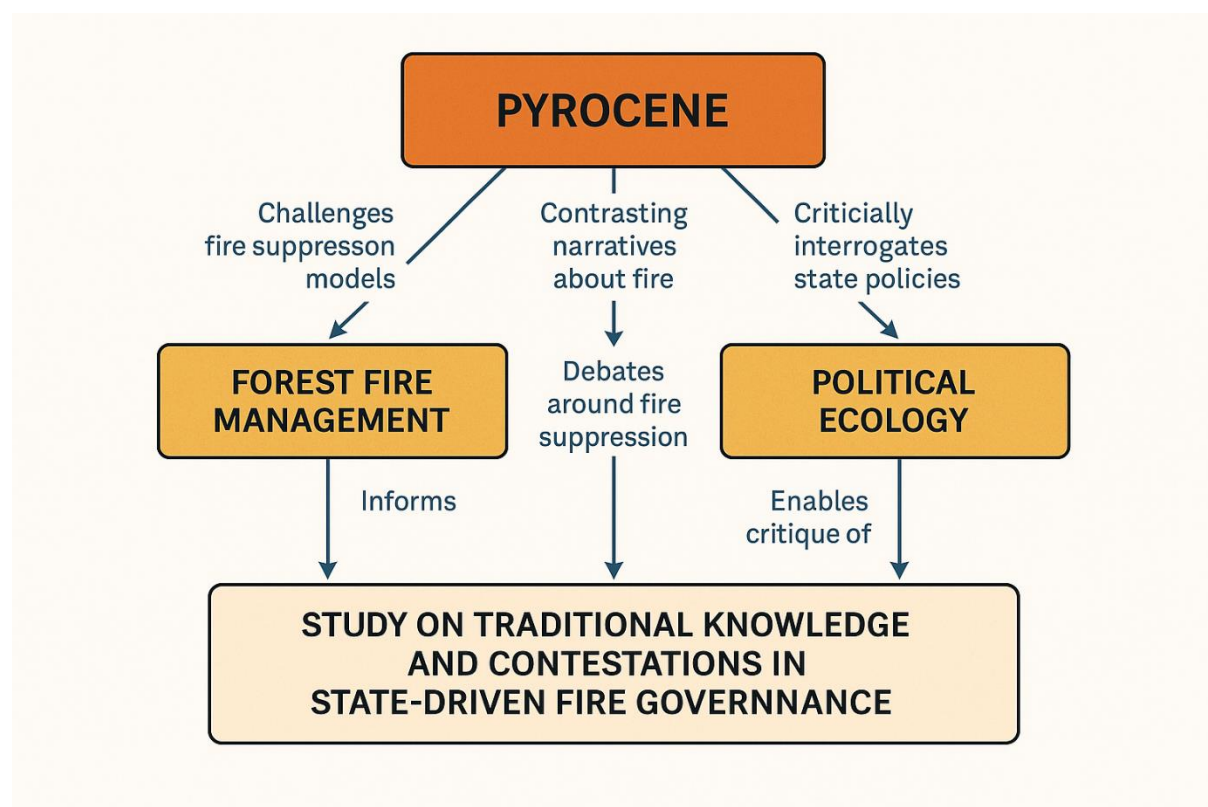 PYROCENE
Challenges
fire suppresson
models
Contrasting
narratives
about fire
Criticially
interrogates
state policies
FOREST FIRE
MANAGEMENT
Debates
around fire
suppression
POLITICAL
ECOLOGY
Informs
Enables
critique of
STUDY ON TRADITIONAL KNOWLEDGE
AND CONTESTATIONS IN
STATE-DRIVEN FIRE GOVERNNANCE